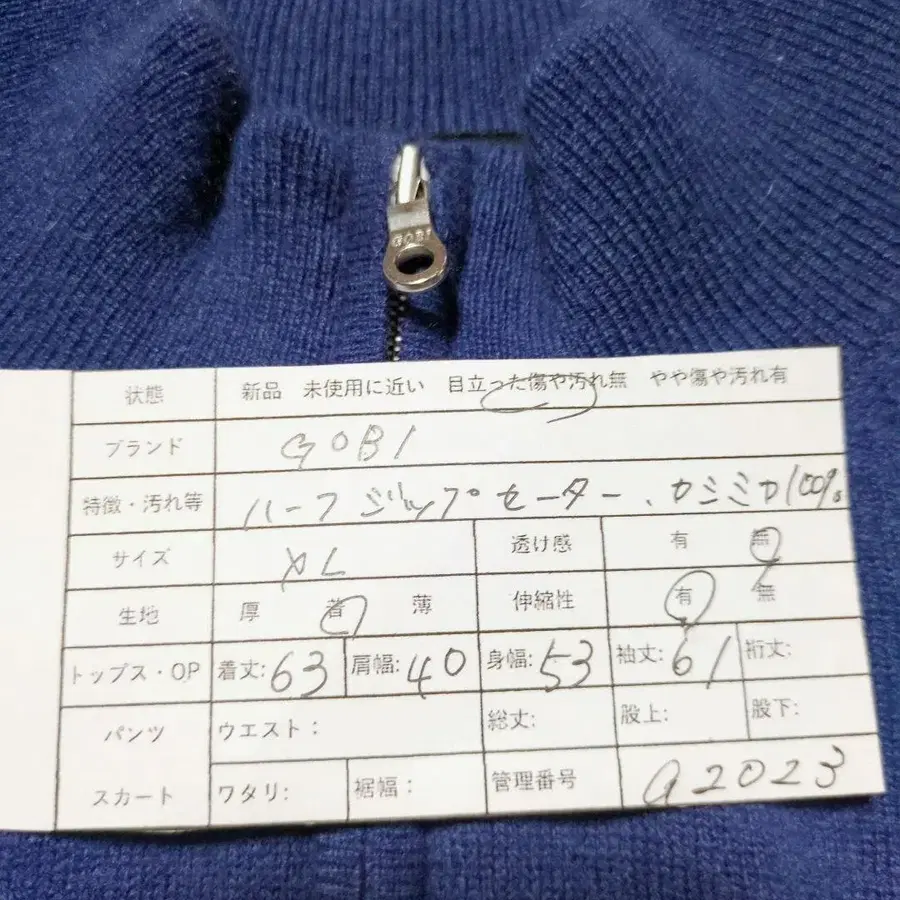 GOBI
状態 新品 未使用に近い 目立った傷や汚れ無 やや傷や汚れ有
ブランド GOBI
特徴・汚れ等 ハーフジップセーター、カシミヤ100%
サイズ XL 透け感 有 無
生地 厚 普 薄 伸縮性 有 無
トップス・OP 着丈:63 肩幅:40 身幅:53 袖丈:61 裄丈:
パンツ ウエスト: 総丈: 股上: 股下:
スカート ワタリ: 裾幅: 管理番号 G2023